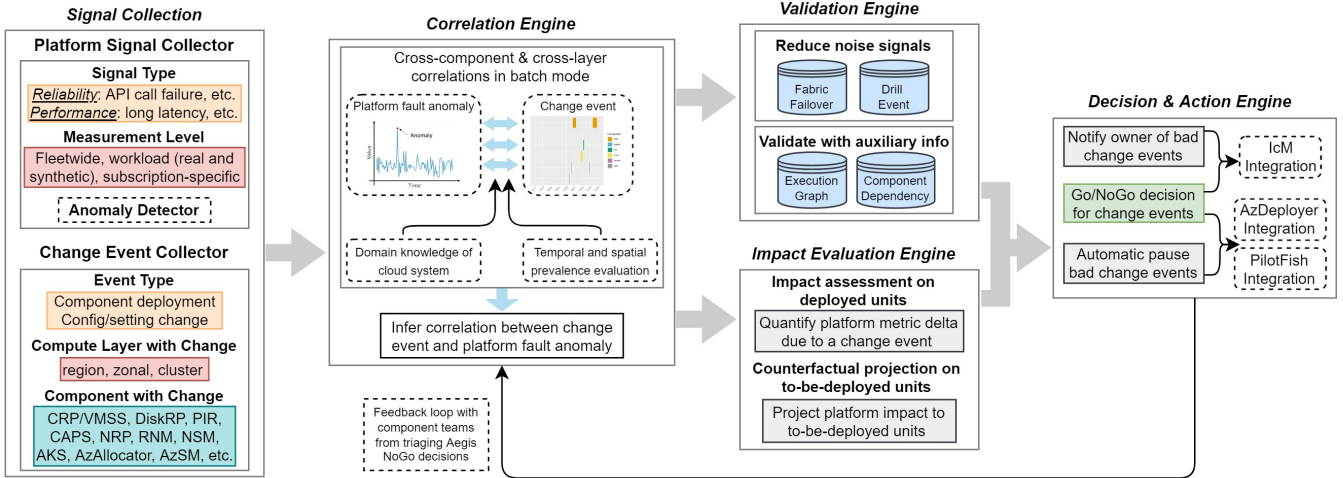 Signal Collection
Platform Signal Collector
Signal Type
Reliability: API call failure, etc.
Performance: long latency, etc.
Measurement Level
Fleetwide, workload (real and
synthetic), subscription-specific
Anomaly Detector
Change Event Collector
Event Type
Component deployment
Config/setting change
Compute Layer with Change
region, zonal, cluster
Component with Change
CRP/VMSS, DiskRP, PIR,
CAPS, NRP, RNM, NSM,
AKS, AzAllocator, AzSM, etc.
Correlation Engine
Cross-component & cross-layer
correlations in batch mode
Platform fault anomaly
Anomaly
Value
Time
Change event
Domain knowledge of
cloud system
Temporal and spatial
prevalence evaluation
Infer correlation between change
event and platform fault anomaly
Feedback loop with
component teams
from triaging Aegis
NoGo decisions
Validation Engine
Reduce noise signals
Fabric
Failover
Drill
Event
Validate with auxiliary info
Execution
Graph
Component
Dependency
Impact Evaluation Engine
Impact assessment on
deployed units
Quantify platform metric delta
due to a change event
Counterfactual projection on
to-be-deployed units
Project platform impact to
to-be-deployed units
Decision & Action Engine
Notify owner of bad
change events
Go/NoGo decision
for change events
Automatic pause
bad change events
IcM
Integration
AzDeployer
Integration
PilotFish
Integration